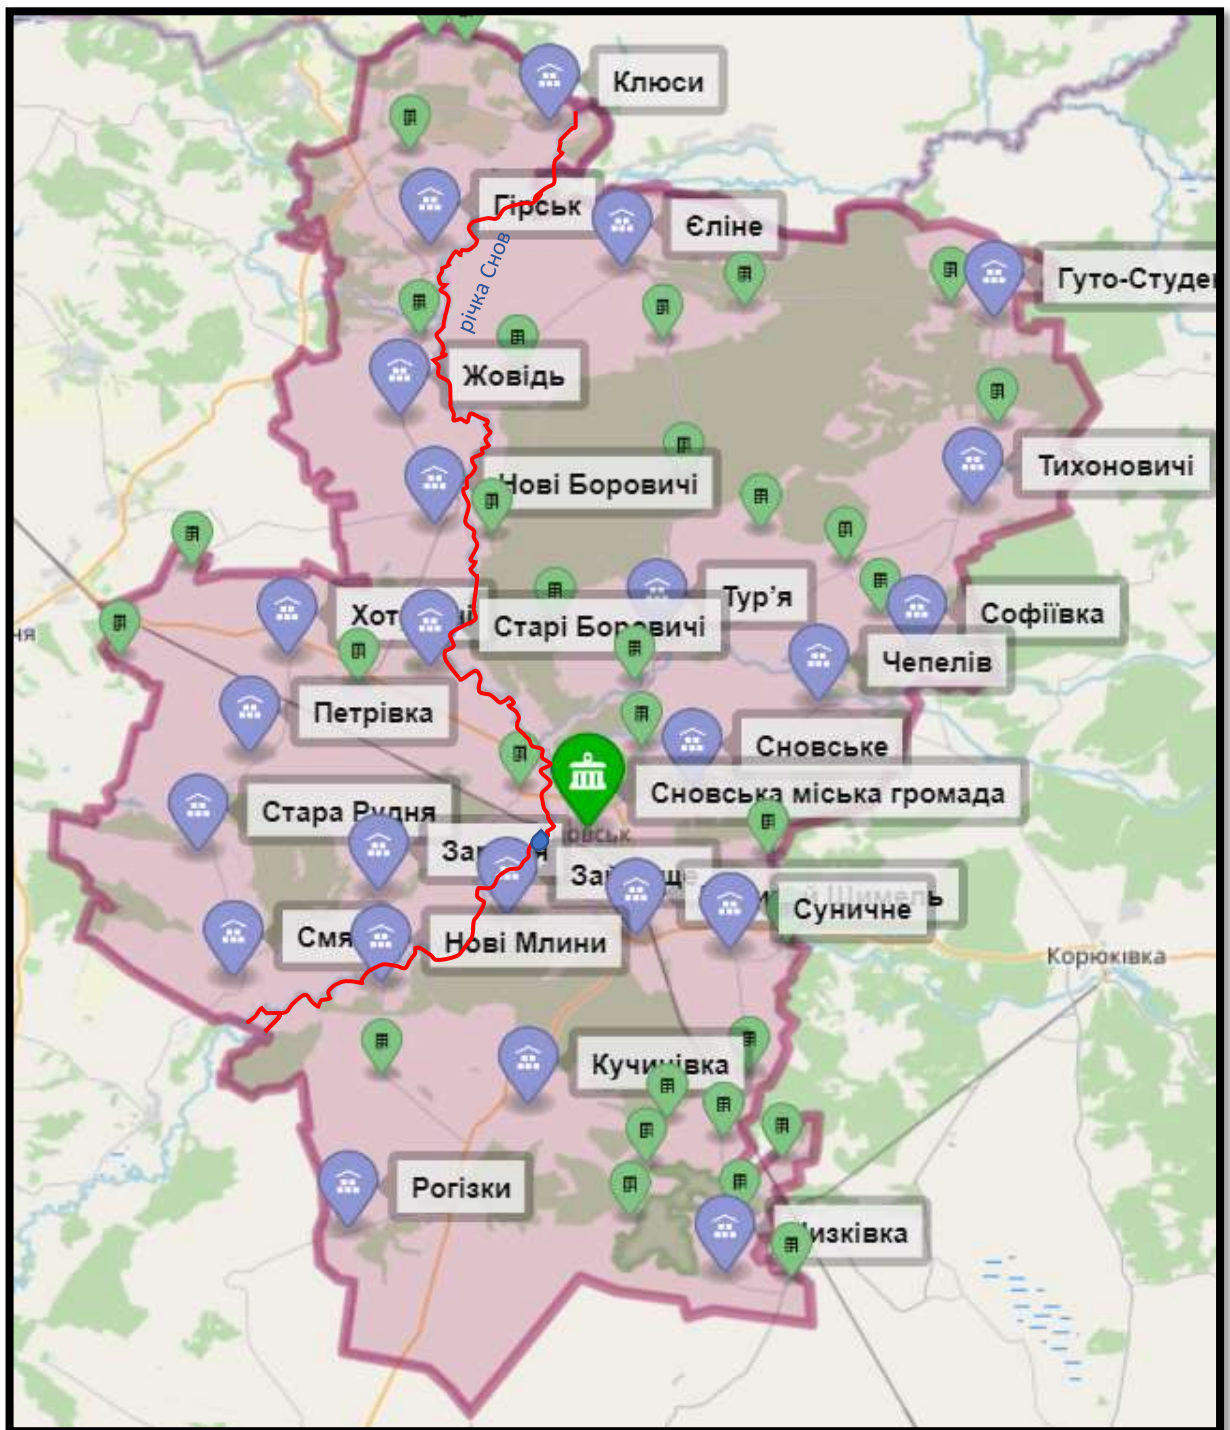 Клюси
Гірськ
Єліне
річка Снов
Гуто-Студе
Жовідь
Тихоновичі
Нові Боровичі
Тур’я
Софіївка
Старі Боровичі
Чепелів
Петрівка
Сновське
Сновська міська громада
Стара Рудня
Суничне
Нові Млини
Корюківка
Кучинівка
Рогізки